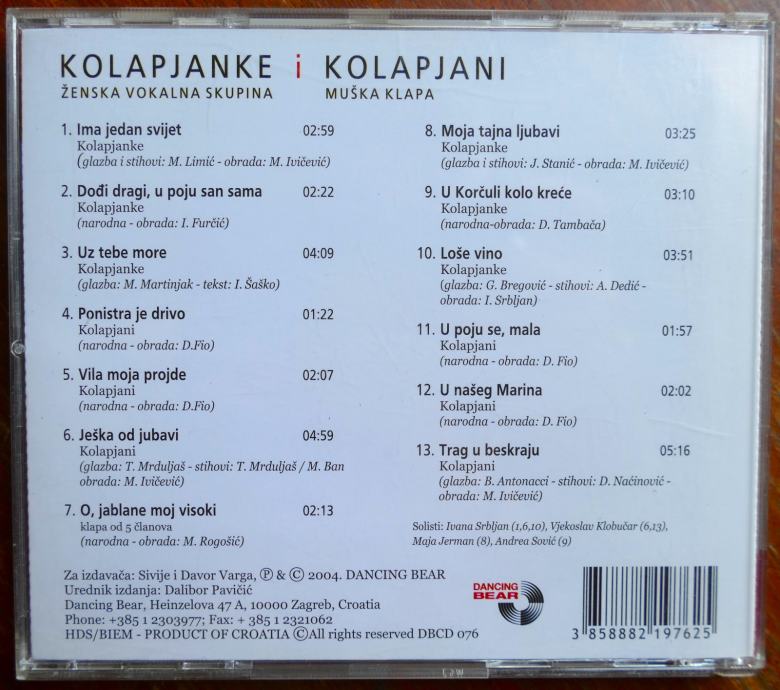 KOLAPJANKE i KOLAPJANI
ŽENSKA VOKALNA SKUPINA MUŠKA KLAPA
1. Ima jedan svijet 02:59
Kolapjanke
(glazba i stihovi: M. Limić - obrada: M. Ivičević)
2. Dođi dragi, u poju san sama 02:22
Kolapjanke
(narodna - obrada: I. Furčić)
3. Uz tebe more 04:09
Kolapjanke
(glazba: M. Martinjak - tekst: I. Šaško)
4. Ponistra je drivo 01:22
Kolapjani
(narodna - obrada: D.Fio)
5. Vila moja projde 02:07
Kolapjani
(narodna - obrada: D.Fio)
6. Ješka od jubavi 04:59
Kolapjani
(glazba: T. Mrduljaš - stihovi: T. Mrduljaš / M. Ban
obrada: M. Ivičević)
7. O, jablane moj visoki 02:13
klapa od 5 članova
(narodna - obrada: M. Rogošić)
8. Moja tajna ljubavi 03:25
Kolapjanke
(glazba i stihovi: J. Stanić - obrada: M. Ivičević)
9. U Korčuli kolo kreće 03:10
Kolapjanke
(narodna-obrada: D. Tambača)
10. Loše vino 03:51
Kolapjanke
(glazba: G. Bregović - stihovi: A. Dedić -
obrada: I. Srbljan)
11. U poju se, mala 01:57
Kolapjani
(narodna - obrada: D. Fio)
12. U našeg Marina 02:02
Kolapjani
(narodna - obrada: D. Fio)
13. Trag u beskraju 05:16
Kolapjani
(glazba: B. Antonacci - stihovi: D. Naćinović -
obrada: M. Ivičević)
Solisti: Ivana Srbljan (1,6,10), Vjekoslav Klobučar (6,13),
Maja Jerman (8), Andrea Sović (9)
Za izdavača: Sivije i Davor Varga, Ⓟ & © 2004. DANCING BEAR
Urednik izdanja: Dalibor Pavičić
Dancing Bear, Heinzelova 47 A, 10000 Zagreb, Croatia
Phone: +385 1 2303977; Fax: + 385 1 2321062
HDS/BIEM - PRODUCT OF CROATIA ©All rights reserved DBCD 076
DANCING
BEAR
3 858882 197625